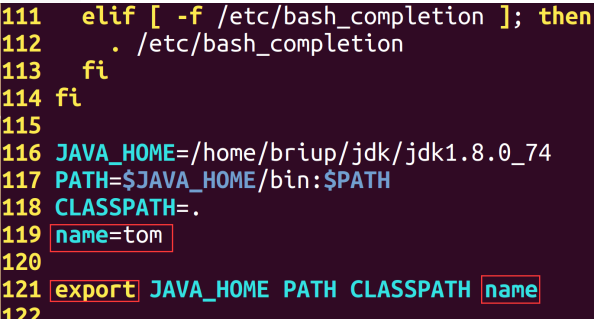 111   elif [ -f /etc/bash_completion ]; then
112     . /etc/bash_completion
113   fi
114 fi
115
116 JAVA_HOME=/home/briup/jdk/jdk1.8.0_74
117 PATH=$JAVA_HOME/bin:$PATH
118 CLASSPATH=.
119 name=tom
120
121 export JAVA_HOME PATH CLASSPATH name
122